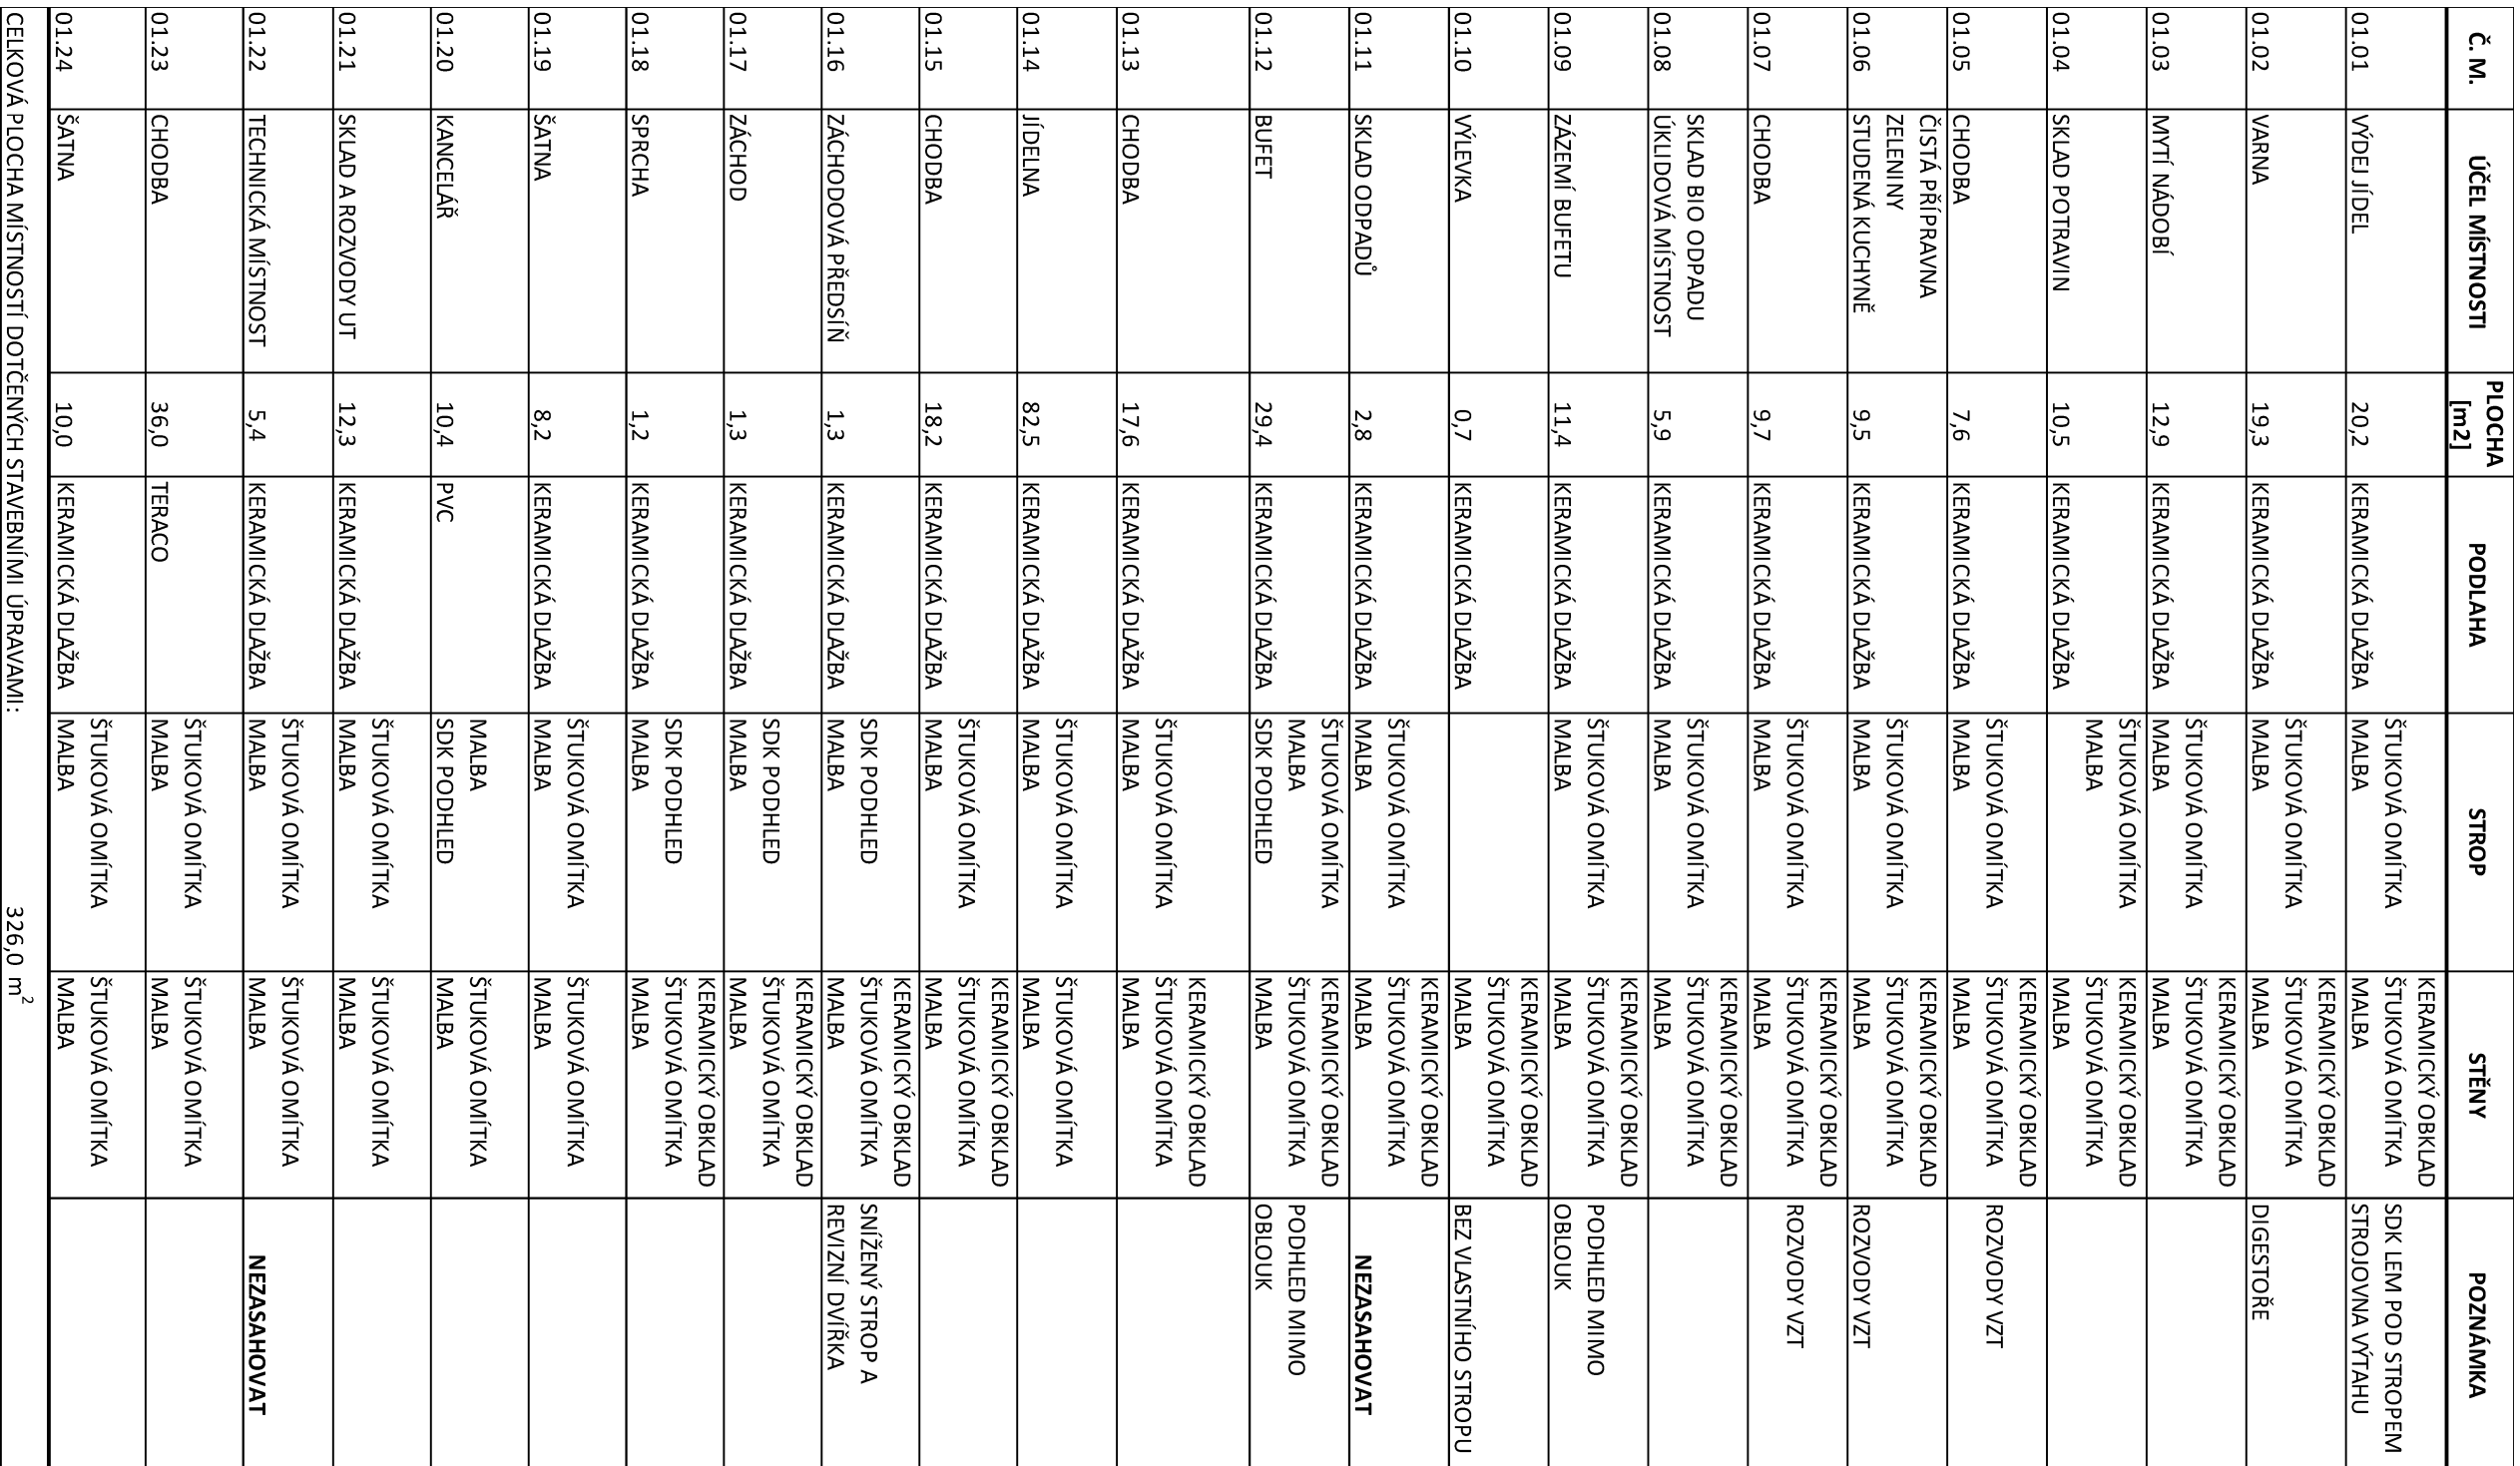 Č. M.
ÚČEL MÍSTNOSTI
PLOCHA
[m2]
PODLAHA
STROP
STĚNY
POZNÁMKA
01.01
VÝDEJ JÍDEL
20,2
KERAMICKÁ DLAŽBA
ŠTUKOVÁ OMÍTKA
MALBA
KERAMICKÝ OBKLAD
ŠTUKOVÁ OMÍTKA
MALBA
SDK LEM POD STROPEM
STROJOVNA VÝTAHU
01.02
VARNA
19,3
KERAMICKÁ DLAŽBA
ŠTUKOVÁ OMÍTKA
MALBA
KERAMICKÝ OBKLAD
ŠTUKOVÁ OMÍTKA
MALBA
DIGESTOŘE
01.03
MYTÍ NÁDOBÍ
12,9
KERAMICKÁ DLAŽBA
ŠTUKOVÁ OMÍTKA
MALBA
KERAMICKÝ OBKLAD
ŠTUKOVÁ OMÍTKA
MALBA
01.04
SKLAD POTRAVIN
10,5
KERAMICKÁ DLAŽBA
ŠTUKOVÁ OMÍTKA
MALBA
KERAMICKÝ OBKLAD
ŠTUKOVÁ OMÍTKA
MALBA
01.05
CHODBA
7,6
KERAMICKÁ DLAŽBA
ŠTUKOVÁ OMÍTKA
MALBA
KERAMICKÝ OBKLAD
ŠTUKOVÁ OMÍTKA
MALBA
ROZVODY VZT
01.06
ČISTÁ PŘÍPRAVNA
ZELENINY
STUDENÁ KUCHYNĚ
9,5
KERAMICKÁ DLAŽBA
ŠTUKOVÁ OMÍTKA
MALBA
KERAMICKÝ OBKLAD
ŠTUKOVÁ OMÍTKA
MALBA
ROZVODY VZT
01.07
CHODBA
9,7
KERAMICKÁ DLAŽBA
ŠTUKOVÁ OMÍTKA
MALBA
KERAMICKÝ OBKLAD
ŠTUKOVÁ OMÍTKA
MALBA
ROZVODY VZT
01.08
SKLAD BIO ODPADU
ÚKLIDOVÁ MÍSTNOST
5,9
KERAMICKÁ DLAŽBA
ŠTUKOVÁ OMÍTKA
MALBA
KERAMICKÝ OBKLAD
ŠTUKOVÁ OMÍTKA
MALBA
01.09
ZÁZEMÍ BUFETU
11,4
KERAMICKÁ DLAŽBA
ŠTUKOVÁ OMÍTKA
MALBA
KERAMICKÝ OBKLAD
ŠTUKOVÁ OMÍTKA
MALBA
PODHLED MIMO
OBLOUK
01.10
VÝLEVKA
0,7
KERAMICKÁ DLAŽBA
KERAMICKÝ OBKLAD
ŠTUKOVÁ OMÍTKA
MALBA
BEZ VLASTNÍHO STROPU
01.11
SKLAD ODPADŮ
2,8
KERAMICKÁ DLAŽBA
ŠTUKOVÁ OMÍTKA
MALBA
KERAMICKÝ OBKLAD
ŠTUKOVÁ OMÍTKA
MALBA
NEZASAHOVAT
01.12
BUFET
29,4
KERAMICKÁ DLAŽBA
ŠTUKOVÁ OMÍTKA
MALBA
SDK PODHLED
KERAMICKÝ OBKLAD
ŠTUKOVÁ OMÍTKA
MALBA
PODHLED MIMO
OBLOUK
01.13
CHODBA
17,6
KERAMICKÁ DLAŽBA
ŠTUKOVÁ OMÍTKA
MALBA
KERAMICKÝ OBKLAD
ŠTUKOVÁ OMÍTKA
MALBA
01.14
JÍDELNA
82,5
KERAMICKÁ DLAŽBA
ŠTUKOVÁ OMÍTKA
MALBA
ŠTUKOVÁ OMÍTKA
MALBA
01.15
CHODBA
18,2
KERAMICKÁ DLAŽBA
ŠTUKOVÁ OMÍTKA
MALBA
KERAMICKÝ OBKLAD
ŠTUKOVÁ OMÍTKA
MALBA
01.16
ZÁCHODOVÁ PŘEDSÍŇ
1,3
KERAMICKÁ DLAŽBA
SDK PODHLED
MALBA
KERAMICKÝ OBKLAD
ŠTUKOVÁ OMÍTKA
MALBA
SNÍŽENÝ STROP A
REVIZNÍ DVÍŘKA
01.17
ZÁCHOD
1,3
KERAMICKÁ DLAŽBA
SDK PODHLED
MALBA
KERAMICKÝ OBKLAD
ŠTUKOVÁ OMÍTKA
MALBA
01.18
SPRCHA
1,2
KERAMICKÁ DLAŽBA
SDK PODHLED
MALBA
KERAMICKÝ OBKLAD
ŠTUKOVÁ OMÍTKA
MALBA
01.19
ŠATNA
8,2
KERAMICKÁ DLAŽBA
ŠTUKOVÁ OMÍTKA
MALBA
ŠTUKOVÁ OMÍTKA
MALBA
01.20
KANCELÁŘ
10,4
PVC
MALBA
SDK PODHLED
ŠTUKOVÁ OMÍTKA
MALBA
01.21
SKLAD A ROZVODY UT
12,3
KERAMICKÁ DLAŽBA
ŠTUKOVÁ OMÍTKA
MALBA
ŠTUKOVÁ OMÍTKA
MALBA
01.22
TECHNICKÁ MÍSTNOST
5,4
KERAMICKÁ DLAŽBA
ŠTUKOVÁ OMÍTKA
MALBA
ŠTUKOVÁ OMÍTKA
MALBA
NEZASAHOVAT
01.23
CHODBA
36,0
TERACO
ŠTUKOVÁ OMÍTKA
MALBA
ŠTUKOVÁ OMÍTKA
MALBA
01.24
ŠATNA
10,0
KERAMICKÁ DLAŽBA
ŠTUKOVÁ OMÍTKA
MALBA
ŠTUKOVÁ OMÍTKA
MALBA
CELKOVÁ PLOCHA MÍSTNOSTÍ DOTČENÝCH STAVEBNÍMI ÚPRAVAMI: 326,0 m²